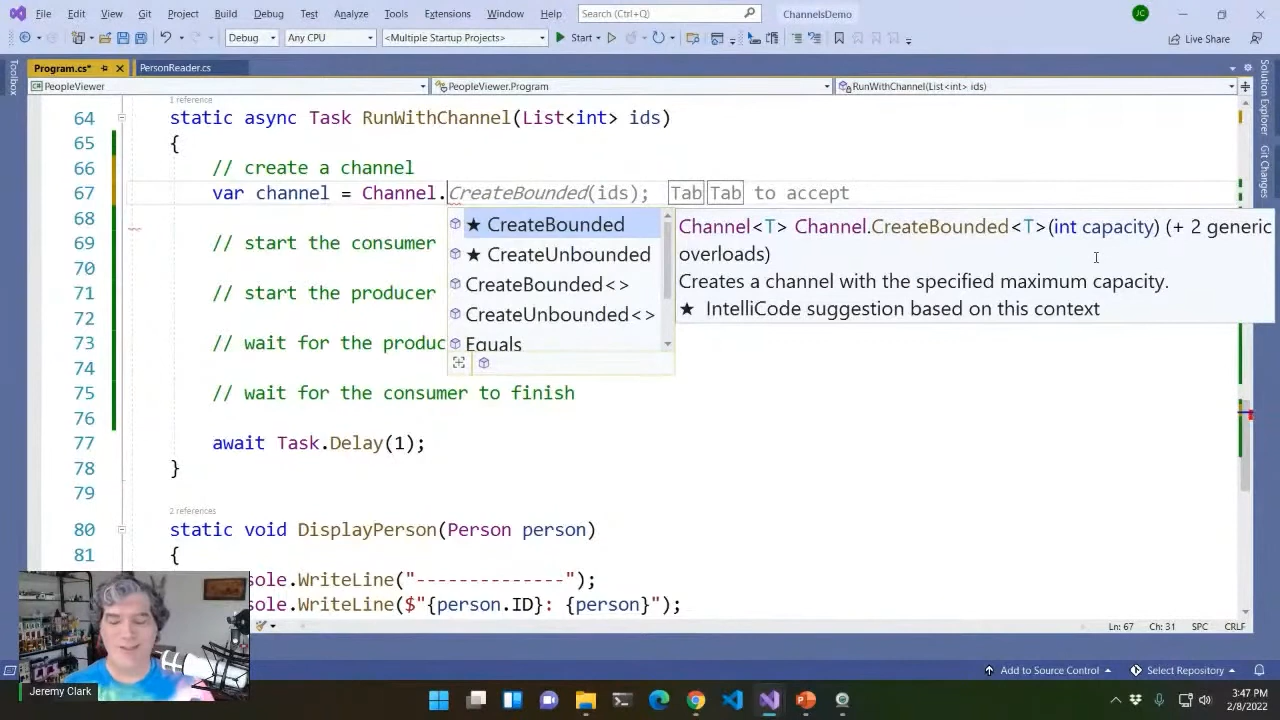 File Edit View Git Project Build Debug Test Analyze Tools Extensions Window Help Search (Ctrl+Q) ChannelsDemo JC
Debug Any CPU <Multiple Startup Projects> Start Live Share
Program.cs* PersonReader.cs
PeopleViewer PeopleViewer.Program RunWithChannel(List<int> ids)
Toolbox
Solution Explorer
Git Changes
1 reference
64 static async Task RunWithChannel(List<int> ids)
65 {
66 // create a channel
67 var channel = Channel.CreateBounded(ids); Tab Tab to accept
68
69 // start the consumer
70
71 // start the producer
72
73 // wait for the produc
74
75 // wait for the consumer to finish
76
77 await Task.Delay(1);
78 }
79
★ CreateBounded
★ CreateUnbounded
CreateBounded<>
CreateUnbounded<>
Equals
Channel<T> Channel.CreateBounded<T>(int capacity) (+ 2 generic
overloads)
Creates a channel with the specified maximum capacity.
★ IntelliCode suggestion based on this context
2 references
80 static void DisplayPerson(Person person)
81 {
sole.WriteLine("--------------");
sole.WriteLine($"{person.ID}: {person}");
Ln: 67 Ch: 31 SPC CRLF
Add to Source Control Select Repository
Jeremy Clark
3:47 PM
2/8/2022